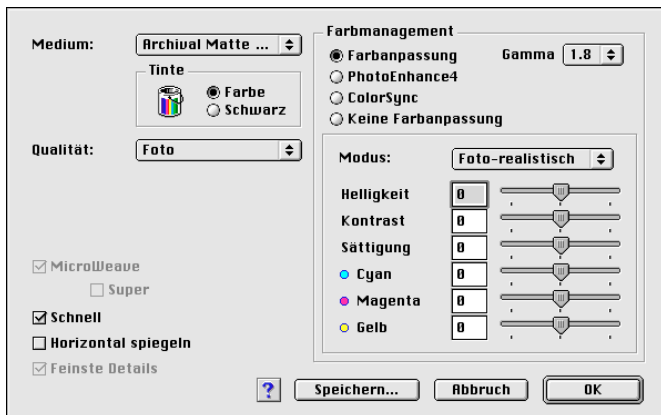 Medium:
Archival Matte ...
Tinte
Farbe
Schwarz
Qualität:
Foto
MicroWeave
Super
Schnell
Horizontal spiegeln
Feinste Details
Farbmanagement
Farbanpassung
Gamma 1.8
PhotoEnhance4
ColorSync
Keine Farbanpassung
Modus:
Foto-realistisch
Helligkeit 0
Kontrast 0
Sättigung 0
Cyan 0
Magenta 0
Gelb 0
? Speichern... Abbruch OK